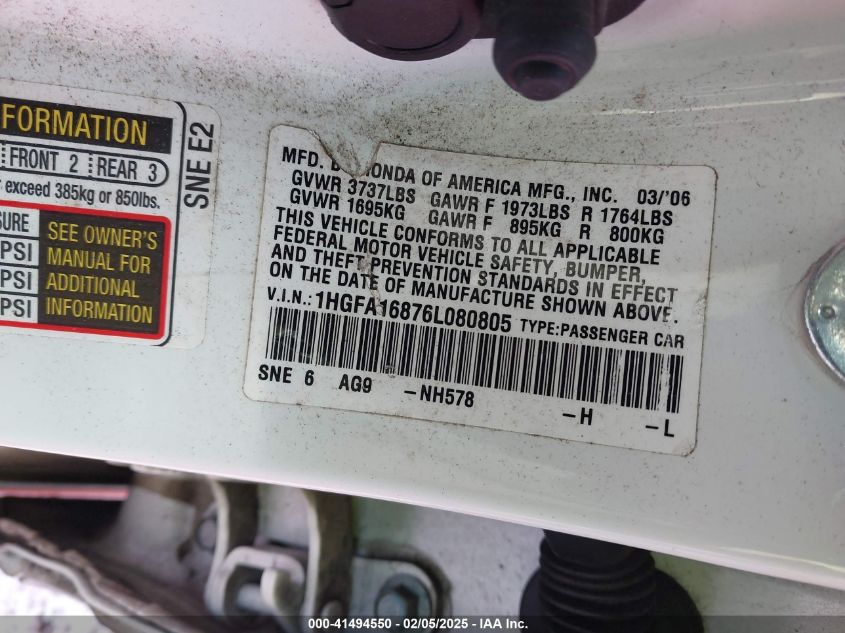 FORMATION
FRONT 2 REAR 3
exceed 385kg or 850lbs.
SURE
PSI
PSI
PSI
SEE OWNER'S
MANUAL FOR
ADDITIONAL
INFORMATION
SNE E2
MFD. HONDA OF AMERICA MFG., INC. 03/'06
GVWR 3737LBS GAWR F 1973LBS R 1764LBS
GVWR 1695KG GAWR F 895KG R 800KG
THIS VEHICLE CONFORMS TO ALL APPLICABLE
FEDERAL MOTOR VEHICLE SAFETY, BUMPER,
AND THEFT PREVENTION STANDARDS IN EFFECT
ON THE DATE OF MANUFACTURE SHOWN ABOVE.
V.I.N.: 1HGFA16876L080805 TYPE:PASSENGER CAR
SNE 6 AG9 -NH578 -H -L
000-41494550 — 02/05/2025 — IAA Inc.